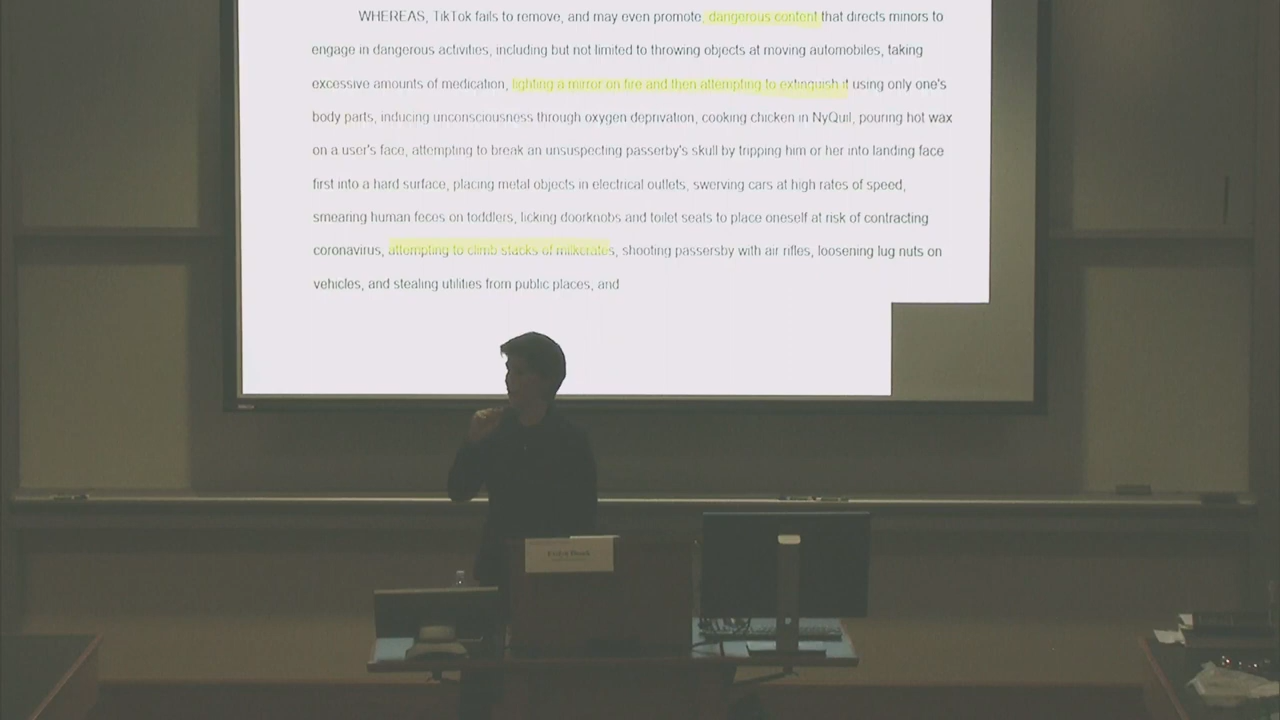 WHEREAS, TikTok fails to remove, and may even promote, dangerous content that directs minors to
engage in dangerous activities, including but not limited to throwing objects at moving automobiles, taking
excessive amounts of medication, lighting a mirror on fire and then attempting to extinguish it using only one's
body parts, inducing unconsciousness through oxygen deprivation, cooking chicken in NyQuil, pouring hot wax
on a user's face, attempting to break an unsuspecting passerby's skull by tripping him or her into landing face
first into a hard surface, placing metal objects in electrical outlets, swerving cars at high rates of speed,
smearing human feces on toddlers, licking doorknobs and toilet seats to place oneself at risk of contracting
coronavirus, attempting to climb stacks of milkcrates, shooting passersby with air rifles, loosening lug nuts on
vehicles, and stealing utilities from public places, and